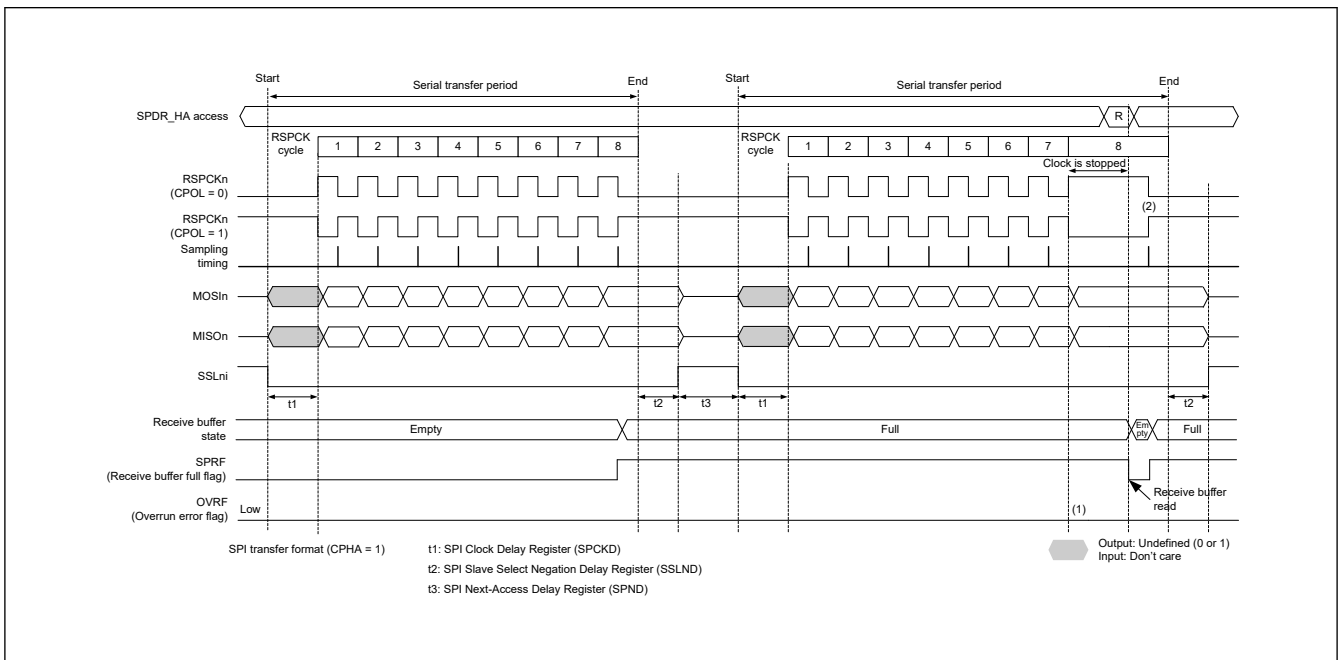 Start
Serial transfer period
End
Start
Serial transfer period
End
SPDR_HA access
R
RSPCK
cycle
1 2 3 4 5 6 7 8
RSPCK
cycle
1 2 3 4 5 6 7 8
Clock is stopped
RSPCKn
(CPOL = 0)
(2)
RSPCKn
(CPOL = 1)
Sampling
timing
MOSIn
MISOn
SSLni
t1
t2
t3
t1
t2
Receive buffer
state
Empty
Full
Em
pty
Full
SPRF
(Receive buffer full flag)
Receive buffer
read
OVRF
(Overrun error flag)
Low
(1)
SPI transfer format (CPHA = 1)
t1: SPI Clock Delay Register (SPCKD)
t2: SPI Slave Select Negation Delay Register (SSLND)
t3: SPI Next-Access Delay Register (SPND)
Output: Undefined (0 or 1)
Input: Don't care